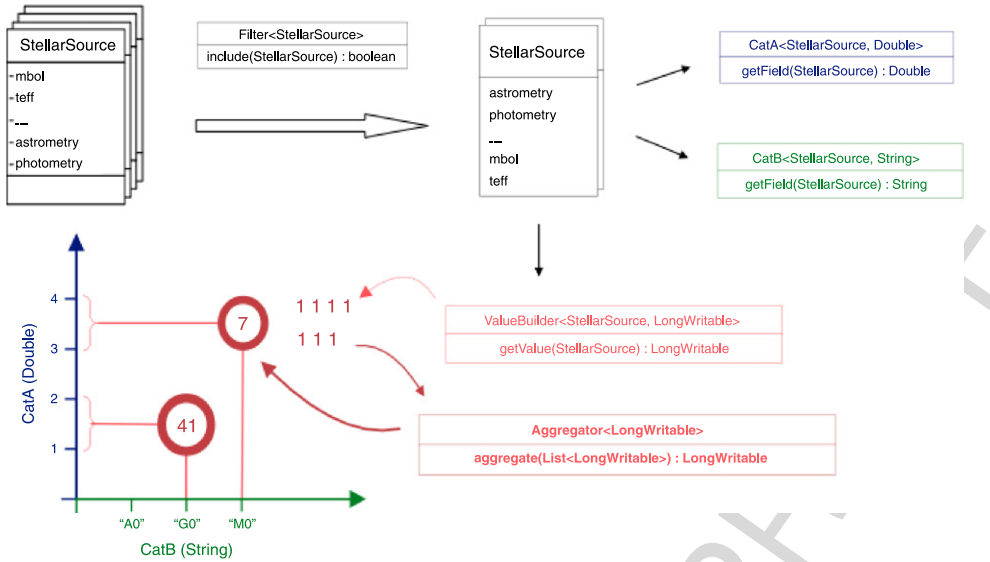 StellarSource
-mbol
-teff
-...
-astrometry
-photometry
Filter<StellarSource>
include(StellarSource) : boolean
StellarSource
astrometry
photometry
...
mbol
teff
CatA<StellarSource, Double>
getField(StellarSource) : Double
CatB<StellarSource, String>
getField(StellarSource) : String
CatA (Double)
4
3
2
1
7
41
1 1 1 1
1 1 1
ValueBuilder<StellarSource, LongWritable>
getValue(StellarSource) : LongWritable
Aggregator<LongWritable>
aggregate(List<LongWritable>) : LongWritable
“A0” “G0” “M0”
CatB (String)